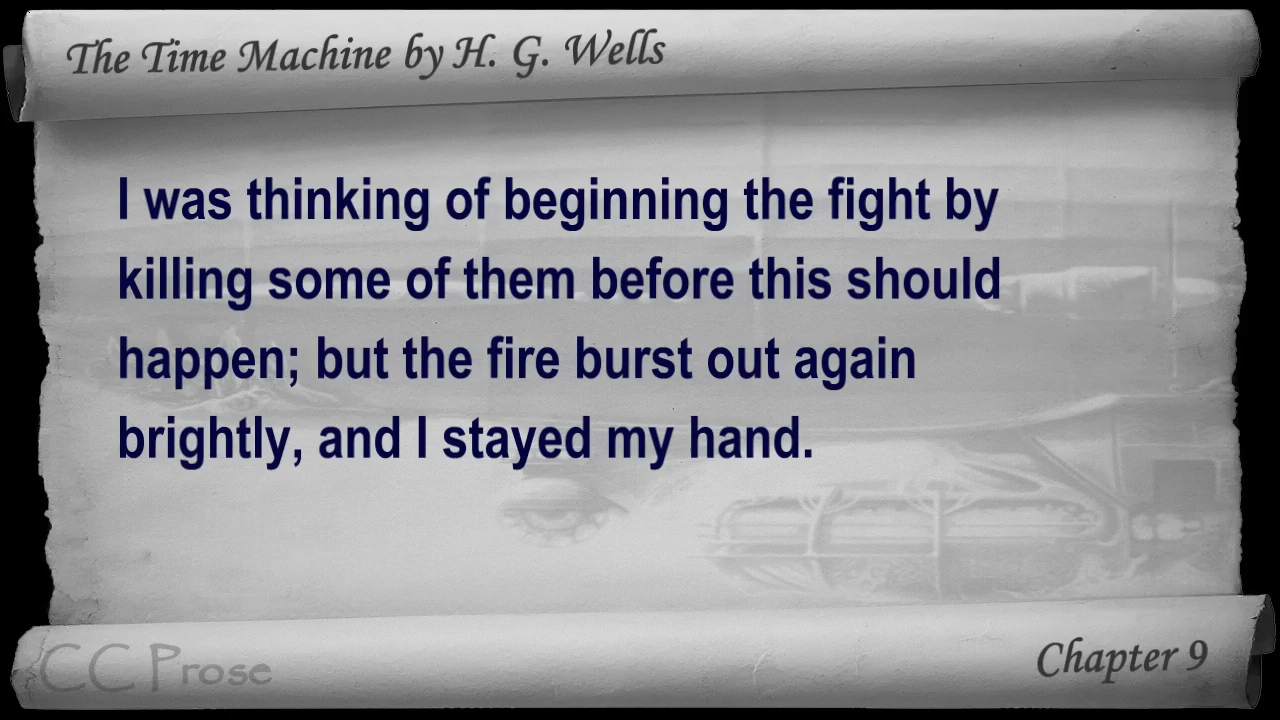 The Time Machine by H. G. Wells
I was thinking of beginning the fight by
killing some of them before this should
happen; but the fire burst out again
brightly, and I stayed my hand.
CC Prose
Chapter 9